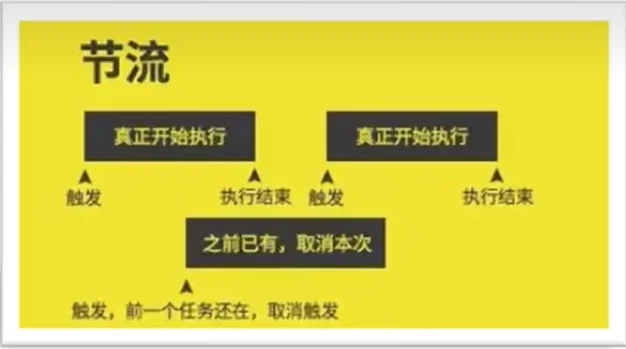 节流
真正开始执行 真正开始执行
触发 执行结束 触发 执行结束
之前已有，取消本次
触发，前一个任务还在，取消触发